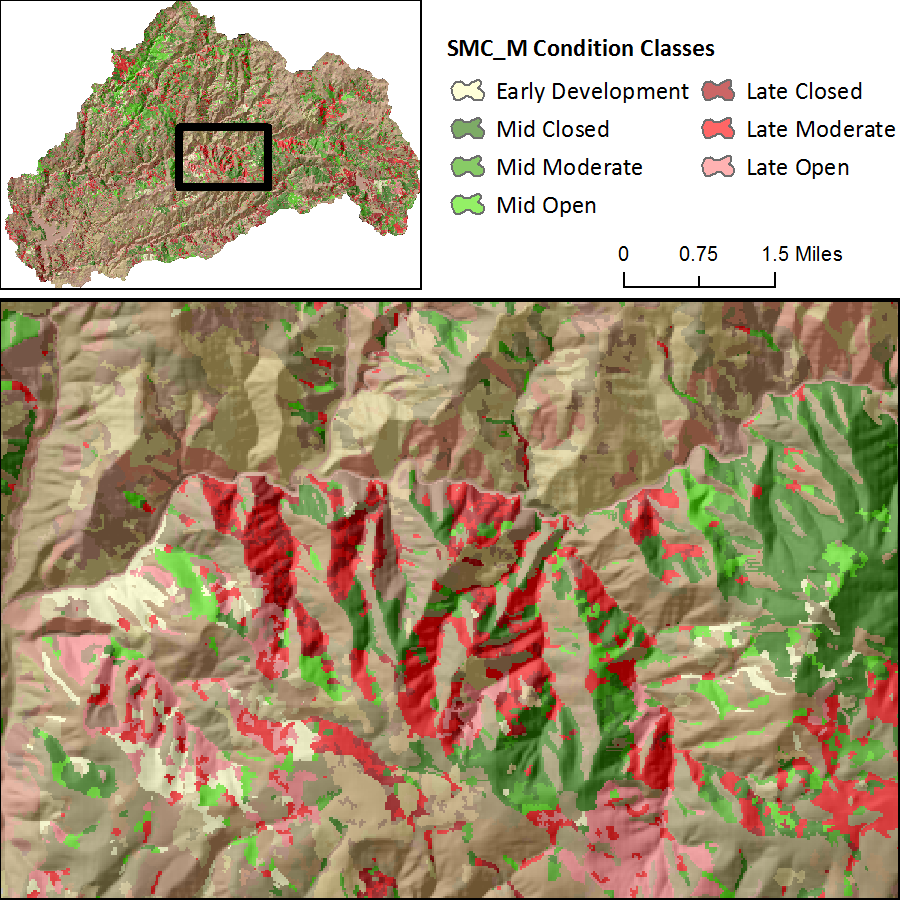 SMC_M Condition Classes
Early Development
Late Closed
Mid Closed
Late Moderate
Mid Moderate
Late Open
Mid Open
0 0.75 1.5 Miles